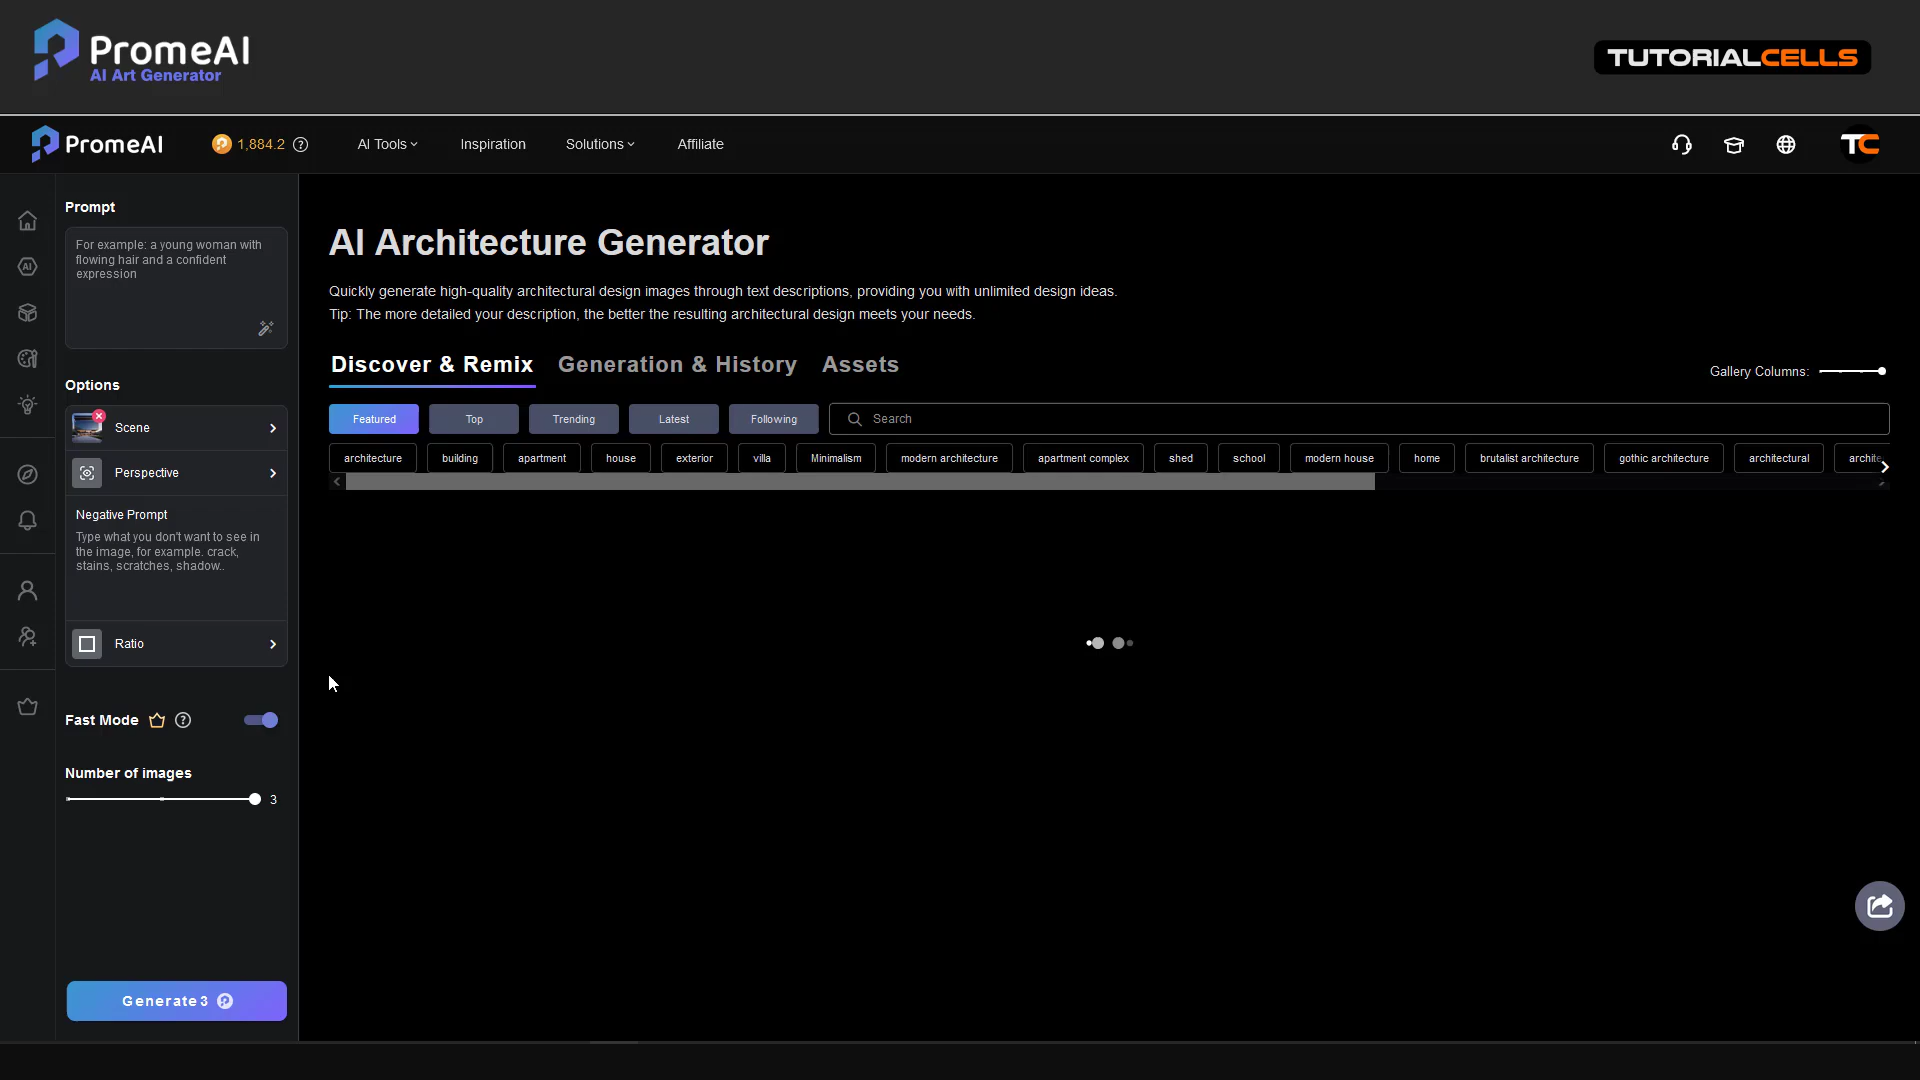 PromeAI
AI Art Generator
TUTORIALCELLS
PromeAI
1,884.2
AI Tools
Inspiration
Solutions
Affiliate
TC
Prompt
For example: a young woman with
flowing hair and a confident
expression
Options
Scene
Perspective
Negative Prompt
Type what you don't want to see in
the image, for example. crack,
stains, scratches, shadow..
Ratio
Fast Mode
Number of images
3
Generate 3
AI Architecture Generator
Quickly generate high-quality architectural design images through text descriptions, providing you with unlimited design ideas.
Tip: The more detailed your description, the better the resulting architectural design meets your needs.
Discover & Remix Generation & History Assets
Gallery Columns:
Featured Top Trending Latest Following Search
architecture building apartment house exterior villa Minimalism modern architecture apartment complex shed school modern house home brutalist architecture gothic architecture architectural archite